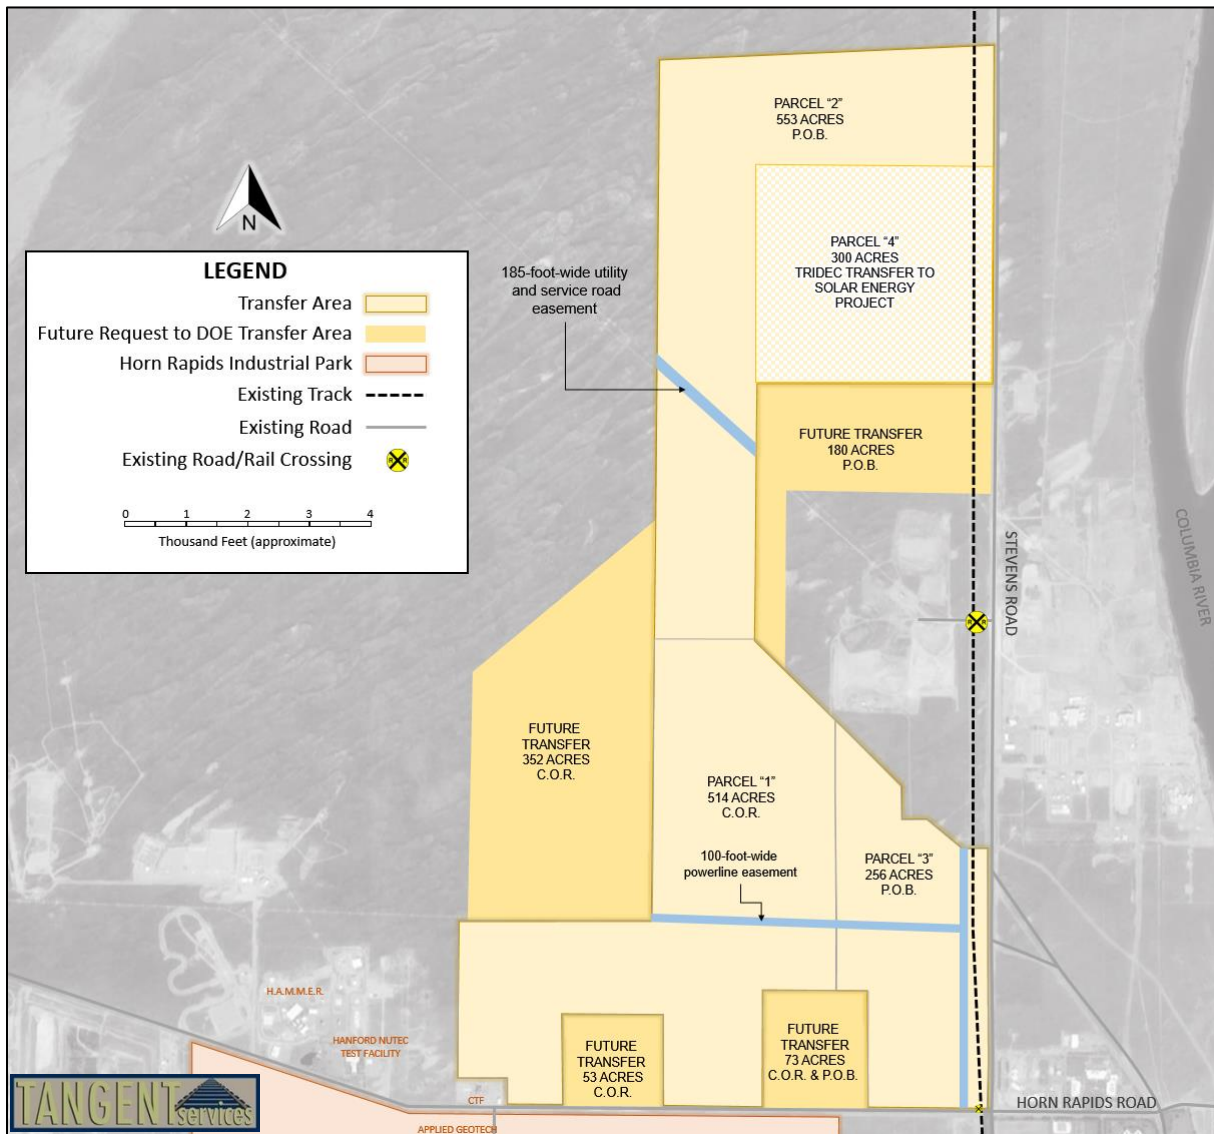 PARCEL "2"
553 ACRES
P.O.B.
PARCEL "4"
300 ACRES
TRIDEC TRANSFER TO
SOLAR ENERGY
PROJECT
N
LEGEND
Transfer Area
Future Request to DOE Transfer Area
Horn Rapids Industrial Park
Existing Track
Existing Road
Existing Road/Rail Crossing
0 1 2 3 4
Thousand Feet (approximate)
185-foot-wide utility
and service road
easement
FUTURE TRANSFER
180 ACRES
P.O.B.
STEVENS ROAD
COLUMBIA RIVER
FUTURE
TRANSFER
352 ACRES
C.O.R.
PARCEL "1"
514 ACRES
C.O.R.
100-foot-wide
powerline easement
PARCEL "3"
256 ACRES
P.O.B.
H.A.M.M.E.R.
HANFORD NUTEC
TEST FACILITY
FUTURE
TRANSFER
53 ACRES
C.O.R.
FUTURE
TRANSFER
73 ACRES
C.O.R. & P.O.B.
CTF
HORN RAPIDS ROAD
APPLIED GEOTECH
TANGENT services